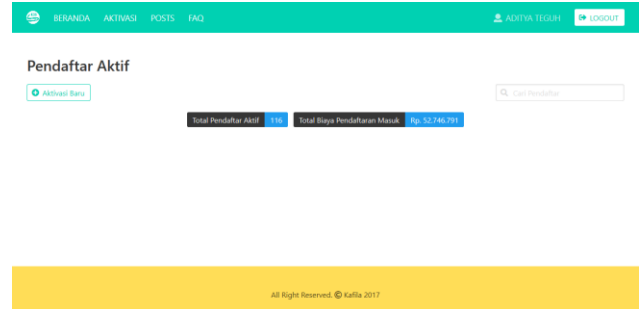 BERANDA AKTIVASI POSTS FAQ ADITYA TEGUH LOGOUT
Pendaftar Aktif
Aktivasi Baru Cari Pendaftar
Total Pendaftar Aktif 116 Total Biaya Pendaftaran Masuk Rp. 52.746.791
All Right Reserved. © Kafila 2017